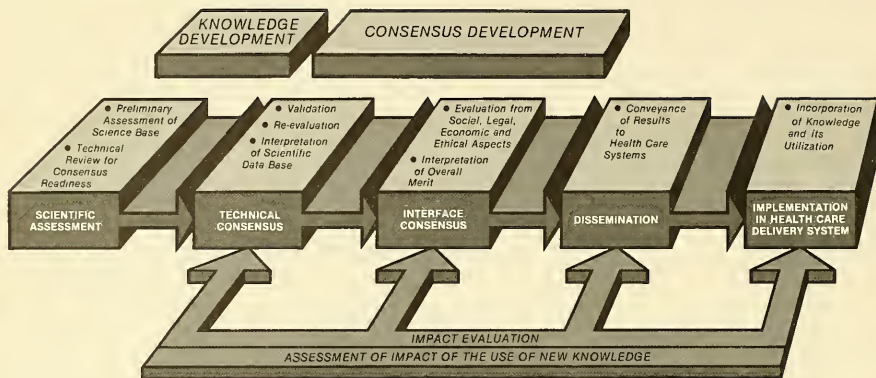 KNOWLEDGE
DEVELOPMENT
CONSENSUS DEVELOPMENT
• Preliminary
Assessment of
Science Base
• Technical
Review for
Consensus
Readiness
SCIENTIFIC
ASSESSMENT
• Validation
• Re-evaluation
• Interpretation
of Scientific
Data Base
TECHNICAL
CONSENSUS
• Evaluation from
Social, Legal,
Economic and
Ethical Aspects
• Interpretation
of Overall
Merit
INTERFACE
CONSENSUS
• Conveyance
of Results
to
Health Care
Systems
DISSEMINATION
• Incorporation
of Knowledge
and Its
Utilization
IMPLEMENTATION
IN HEALTH CARE
DELIVERY SYSTEM
IMPACT EVALUATION
ASSESSMENT OF IMPACT OF THE USE OF NEW KNOWLEDGE